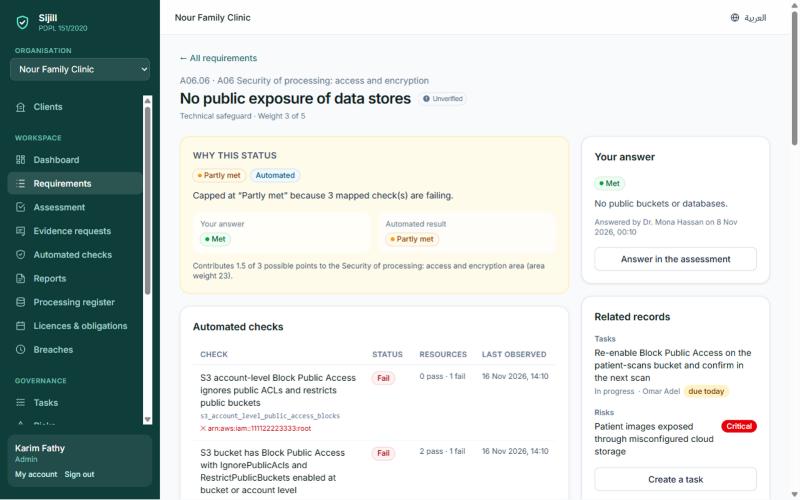 Sijill
PDPL 151/2020
ORGANISATION
Nour Family Clinic
Clients
WORKSPACE
Dashboard
Requirements
Assessment
Evidence requests
Automated checks
Reports
Processing register
Licences & obligations
Breaches
GOVERNANCE
Tasks
Karim Fathy
Admin
My account Sign out
Nour Family Clinic
العربية
← All requirements
A06.06 · A06 Security of processing: access and encryption
No public exposure of data stores
Unverified
Technical safeguard · Weight 3 of 5
WHY THIS STATUS
Partly met
Automated
Capped at “Partly met” because 3 mapped check(s) are failing.
Your answer
Met
Automated result
Partly met
Contributes 1.5 of 3 possible points to the Security of processing: access and encryption area (area
weight 23).
Automated checks
CHECK STATUS RESOURCES LAST OBSERVED
S3 account-level Block Public Access
ignores public ACLs and restricts
public buckets
s3_account_level_public_access_blocks
arn:aws:iam::111122223333:root
Fail
0 pass · 1 fail
16 Nov 2026, 14:10
S3 bucket has Block Public Access
with IgnorePublicAcls and
RestrictPublicBuckets enabled at
bucket or account level
Fail
2 pass · 1 fail
16 Nov 2026, 14:10
Your answer
Met
No public buckets or databases.
Answered by Dr. Mona Hassan on 8 Nov
2026, 00:10
Answer in the assessment
Related records
Tasks
Re-enable Block Public Access on the
patient-scans bucket and confirm in
the next scan
In progress · Omar Adel due today
Risks
Patient images exposed
through misconfigured cloud
storage
Critical
Create a task